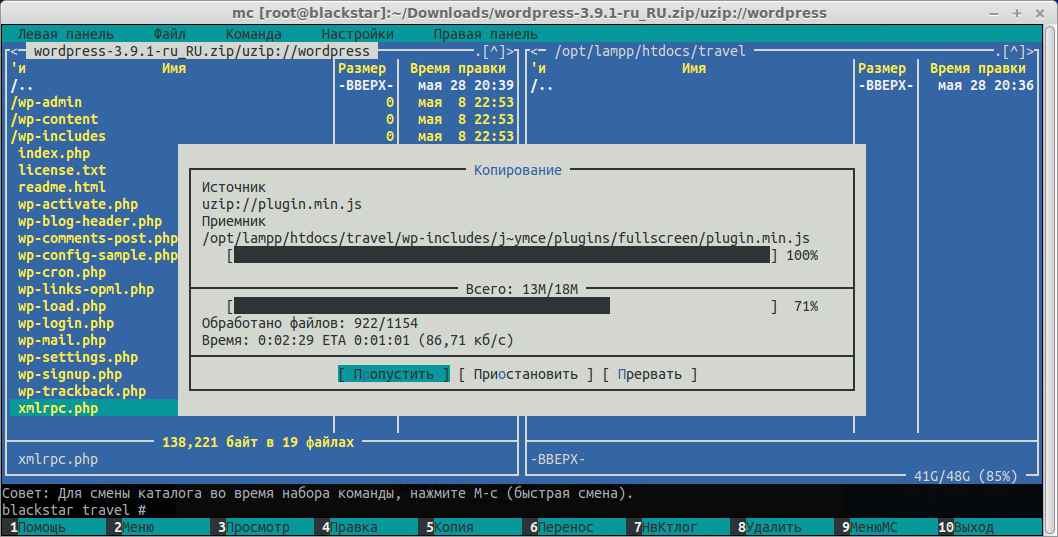 mc [root@blackstar]:~/Downloads/wordpress-3.9.1-ru_RU.zip/uzip://wordpress
Левая панель Файл Команда Настройки Правая панель
<─ wordpress-3.9.1-ru_RU.zip/uzip://wordpress .[^]> <─ /opt/lampp/htdocs/travel .[^]>
'и Имя Размер Время правки 'и Имя Размер Время правки
/.. -ВВЕРХ- мая 28 20:39 /.. -ВВЕРХ- мая 28 20:36
/wp-admin 0 мая 8 22:53
/wp-content 0 мая 8 22:53
/wp-includes 0 мая 8 22:53
index.php
license.txt
readme.html
wp-activate.php
wp-blog-header.php
wp-comments-post.php
wp-config-sample.php
wp-cron.php
wp-links-opml.php
wp-load.php
wp-login.php
wp-mail.php
wp-settings.php
wp-signup.php
wp-trackback.php
xmlrpc.php
Копирование
Источник
uzip://plugin.min.js
Приемник
/opt/lampp/htdocs/travel/wp-includes/j~ymce/plugins/fullscreen/plugin.min.js
[ ] 100%
Всего: 13M/18M
[ ] 71%
Обработано файлов: 922/1154
Время: 0:02:29 ETA 0:01:01 (86,71 кб/с)
[ Пропустить ] [ Приостановить ] [ Прервать ]
138,221 байт в 19 файлах
xmlrpc.php -ВВЕРХ-
41G/48G (85%)
Совет: Для смены каталога во время набора команды, нажмите M-c (быстрая смена).
blackstar travel #
1Помощь 2Меню 3Просмотр 4Правка 5Копия 6Перенос 7НвКтлог 8Удалить 9МенюМС 10Выход